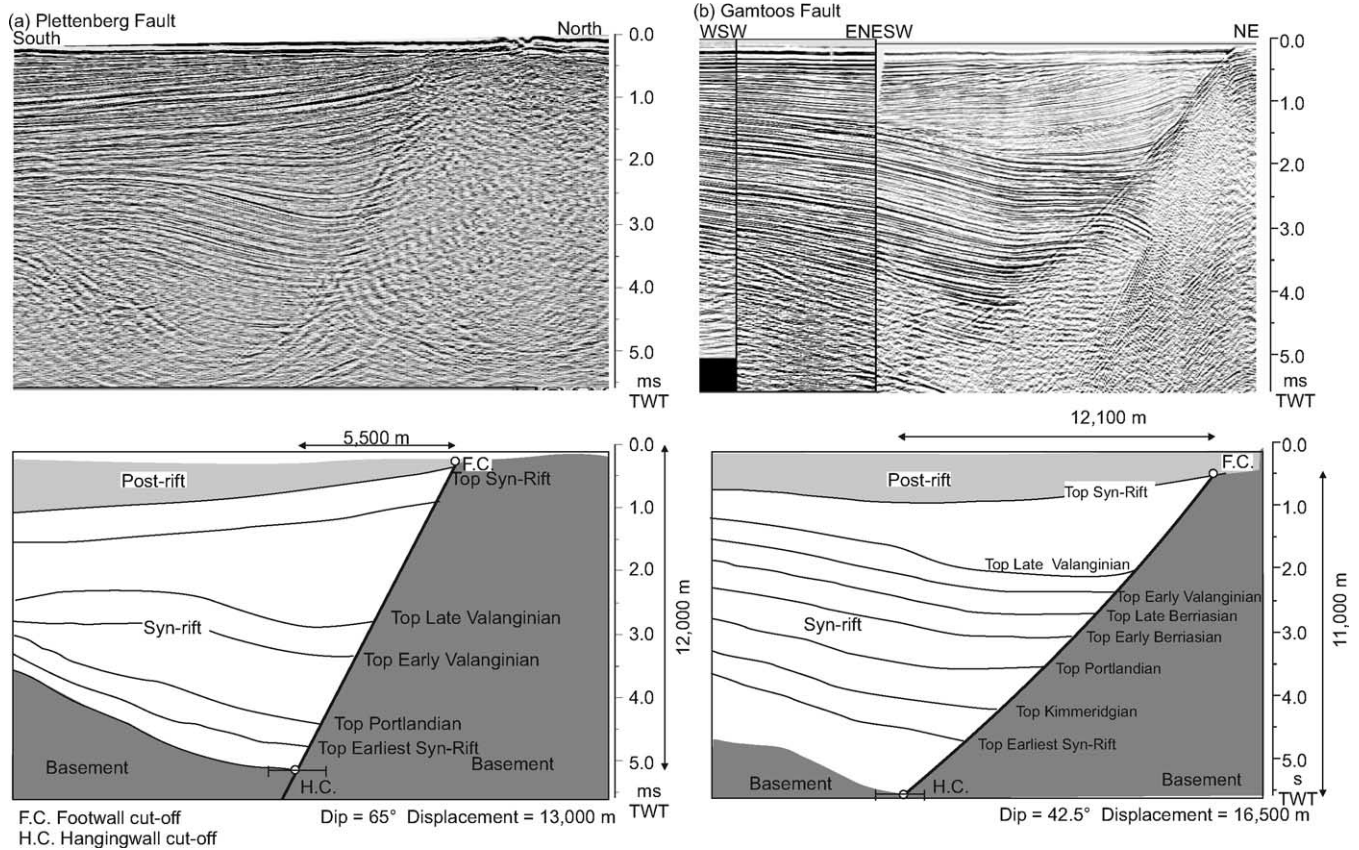 (a) Plettenberg Fault
South
North
0.0
1.0
2.0
3.0
4.0
5.0
ms
TWT
(b) Gamtoos Fault
WSW
ENESW
NE
0.0
1.0
2.0
3.0
4.0
5.0
ms
TWT
5,500 m
F.C.
Post-rift
Top Syn-Rift
Syn-rift
Top Late Valanginian
Top Early Valanginian
Top Portlandian
Top Earliest Syn-Rift
Basement
Basement
H.C.
0.0
1.0
2.0
3.0
4.0
5.0
ms
TWT
12,000 m
F.C. Footwall cut-off
H.C. Hangingwall cut-off
Dip = 65° Displacement = 13,000 m
12,100 m
F.C.
Post-rift
Top Syn-Rift
Top Late Valanginian
Top Early Valanginian
Top Late Berriasian
Syn-rift
Top Early Berriasian
Top Portlandian
Top Kimmeridgian
Top Earliest Syn-Rift
Basement
Basement
H.C.
0.0
1.0
2.0
3.0
4.0
5.0
s
TWT
11,000 m
Dip = 42.5° Displacement = 16,500 m